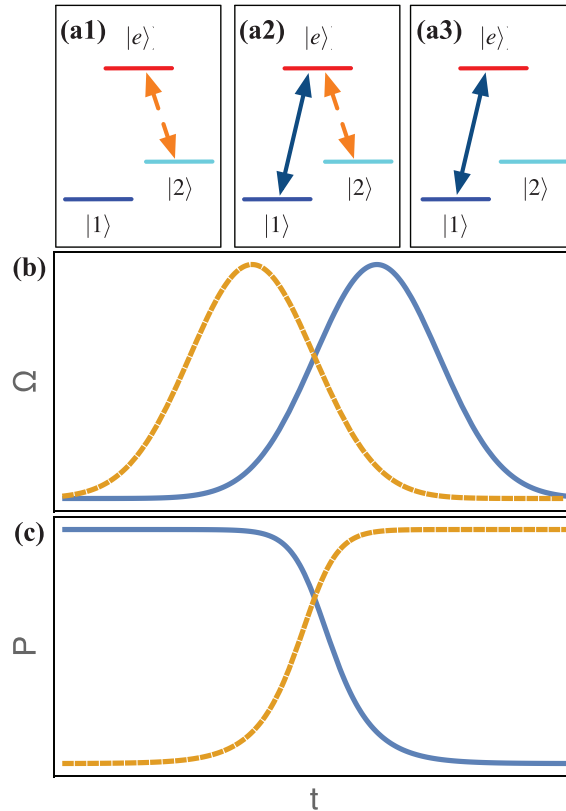 (a1) |e⟩
|2⟩
|1⟩
(a2) |e⟩
|2⟩
|1⟩
(a3) |e⟩
|2⟩
|1⟩
(b)
Ω
(c)
P
t